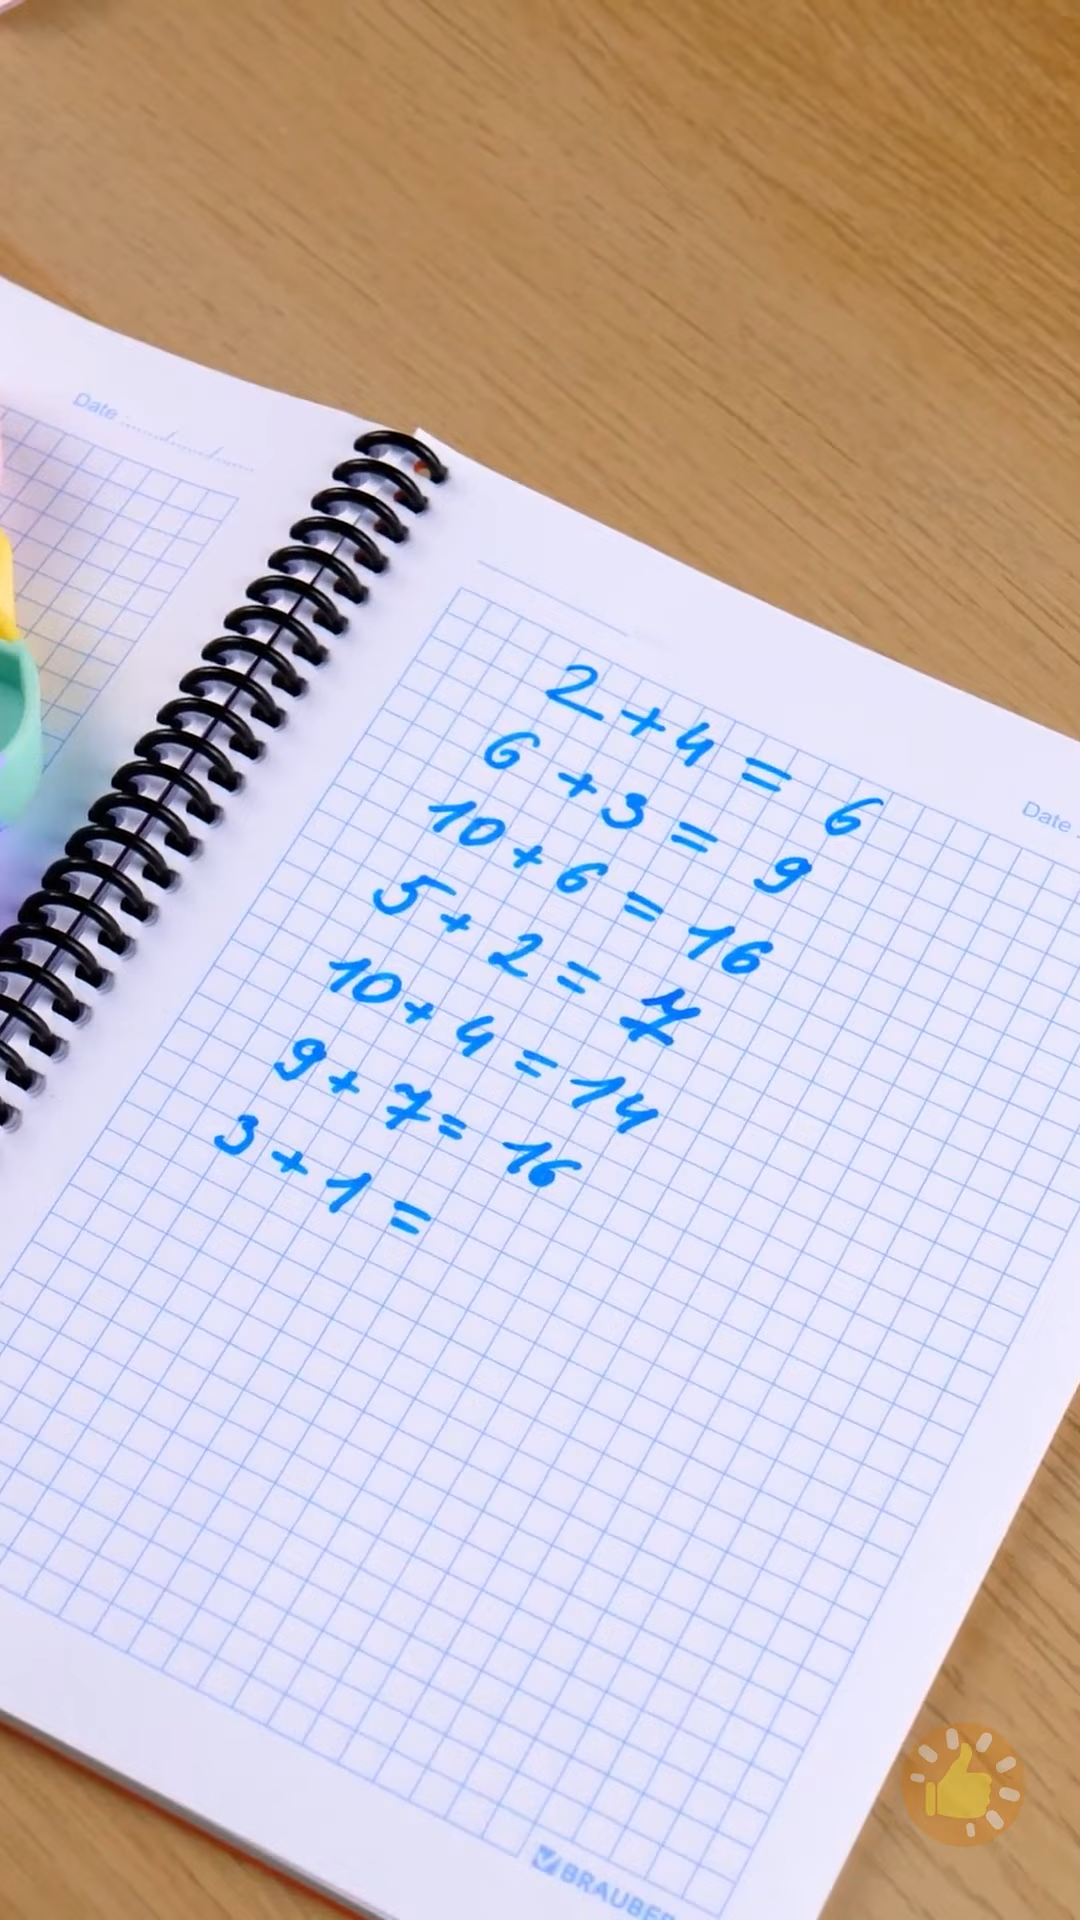 Date
2+4 = 6
6 +3 = 9
10+6 = 16
5+ 2 = 7
10+ 4 = 14
9+ 7= 16
3+1 =
Date
BRAUBER